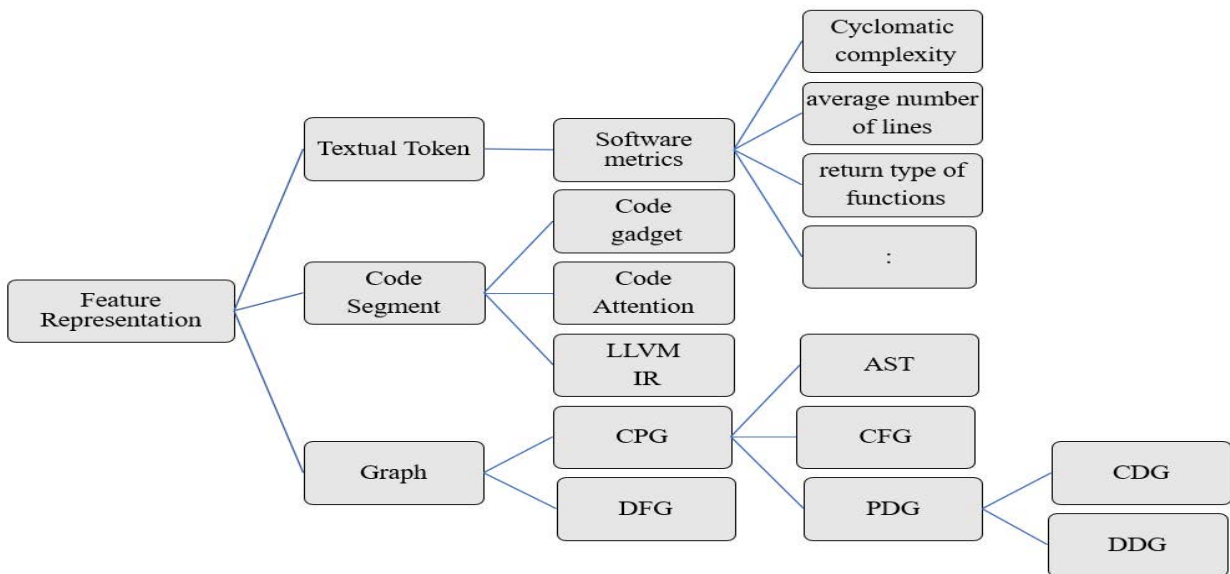 Feature
Representation
Textual Token
Software
metrics
Cyclomatic
complexity
average number
of lines
return type of
functions
:
Code
Segment
Code
gadget
Code
Attention
LLVM
IR
Graph
CPG
AST
CFG
PDG
CDG
DDG
DFG